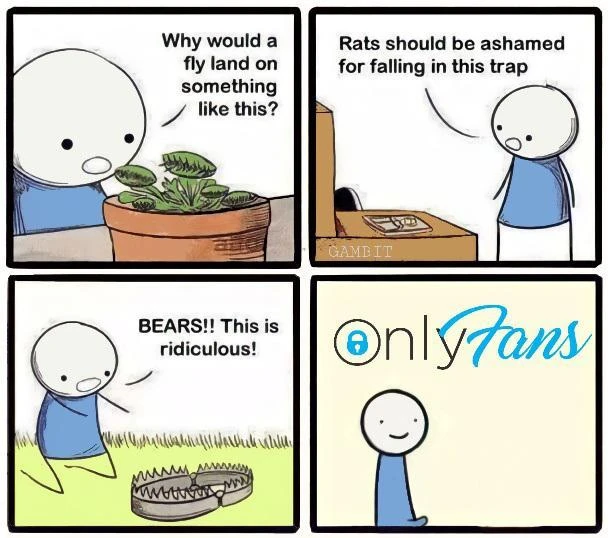 Why would a
fly land on
something
like this?
Rats should be ashamed
for falling in this trap
GAMBIT
BEARS!! This is
ridiculous!
OnlyFans